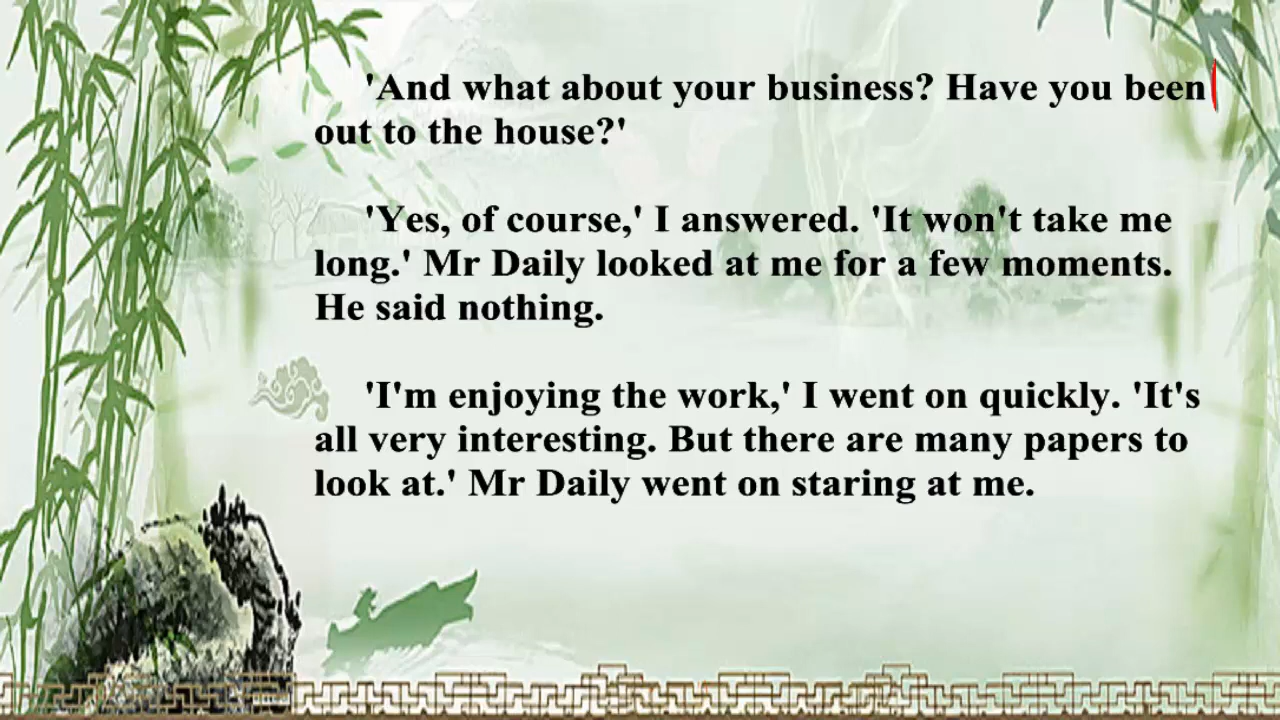 'And what about your business? Have you been
out to the house?'
'Yes, of course,' I answered. 'It won't take me
long.' Mr Daily looked at me for a few moments.
He said nothing.
'I'm enjoying the work,' I went on quickly. 'It's
all very interesting. But there are many papers to
look at.' Mr Daily went on staring at me.